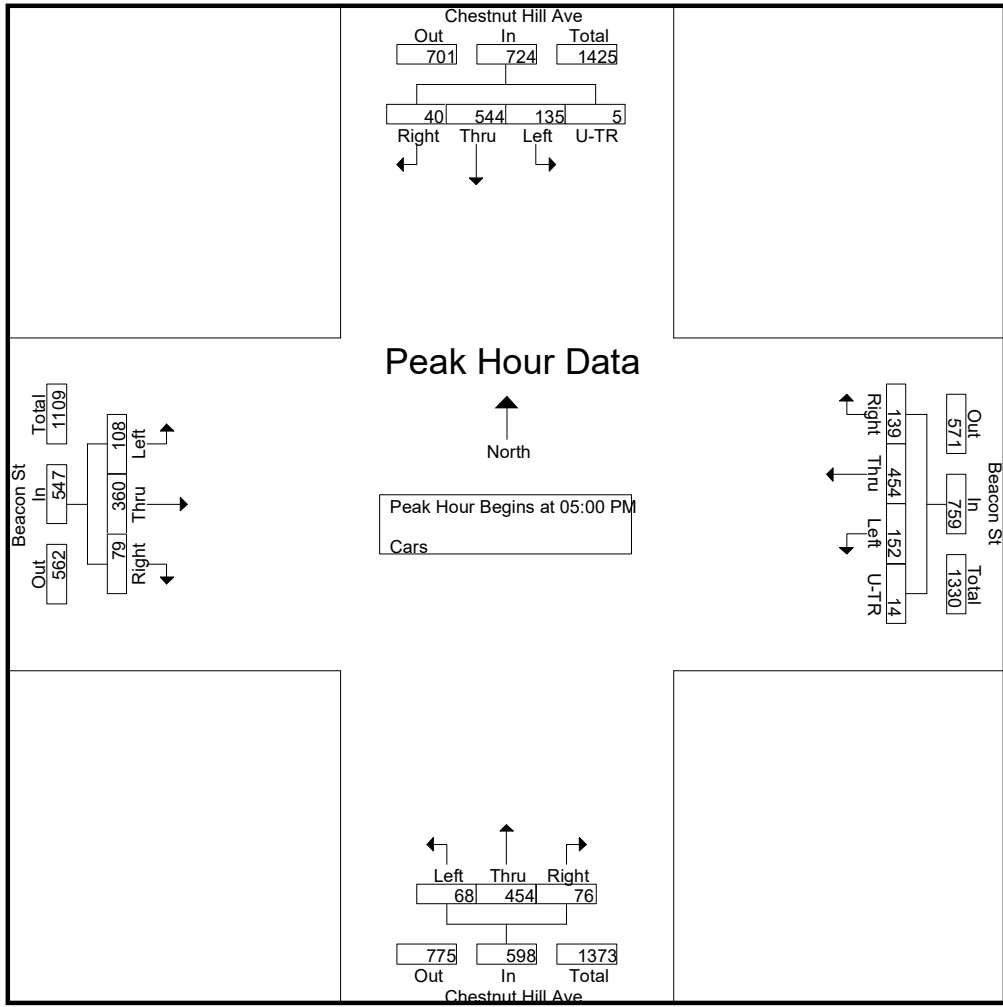 Chestnut Hill Ave
Out In Total
701 724 1425
40 544 135 5
Right Thru Left U-TR
Peak Hour Data
North
Peak Hour Begins at 05:00 PM
Cars
Beacon St
Total In Out
1109 547 562
108 360 79
Left Thru Right
Beacon St
Out In Total
571 759 1330
139 454 152 14
Right Thru Left U-TR
Left Thru Right
68 454 76
775 598 1373
Out In Total
Chestnut Hill Ave